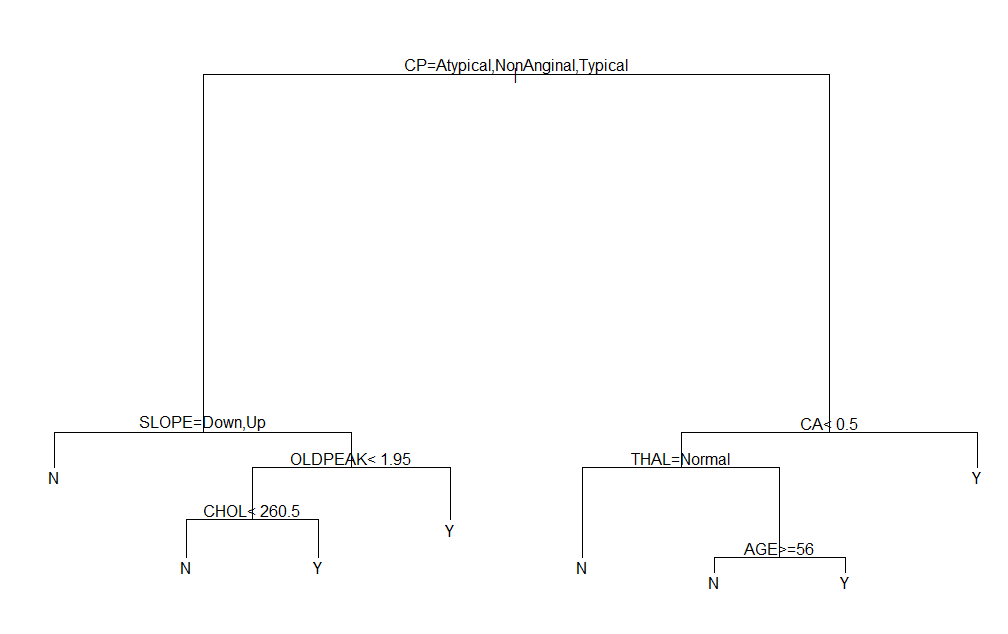 CP=Atypical,NonAnginal,Typical
SLOPE=Down,Up
CA< 0.5
N
OLDPEAK< 1.95
THAL=Normal
Y
CHOL< 260.5
Y
N
AGE>=56
N
Y
N
Y